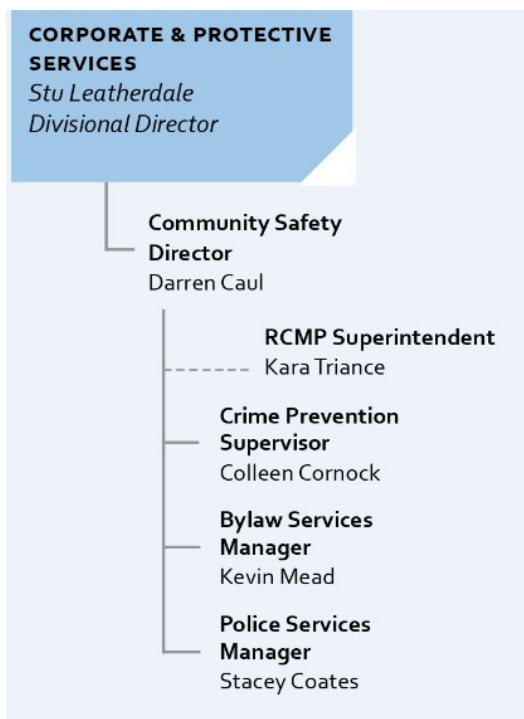 CORPORATE & PROTECTIVE
SERVICES
Stu Leatherdale
Divisional Director
Community Safety
Director
Darren Caul
RCMP Superintendent
Kara Triance
Crime Prevention
Supervisor
Colleen Cornock
Bylaw Services
Manager
Kevin Mead
Police Services
Manager
Stacey Coates